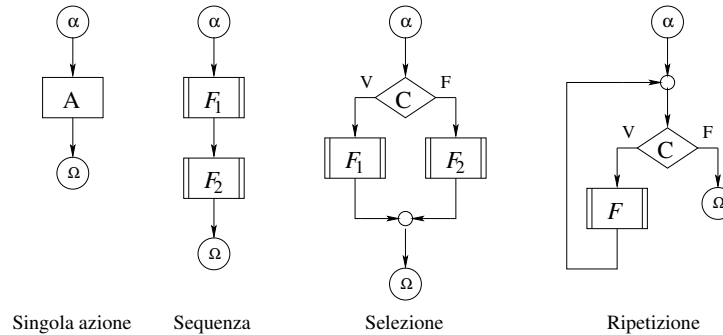 α
A
Ω
Singola azione
α
F1
F2
Ω
Sequenza
α
V C F
F1 F2
Ω
Selezione
α
V C F
F
Ω
Ripetizione